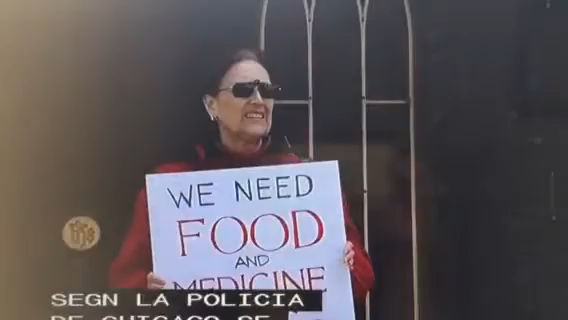 WE NEED
FOOD
AND
MEDICINE
SEGN LA POLICIA
DE CHICAGO SE